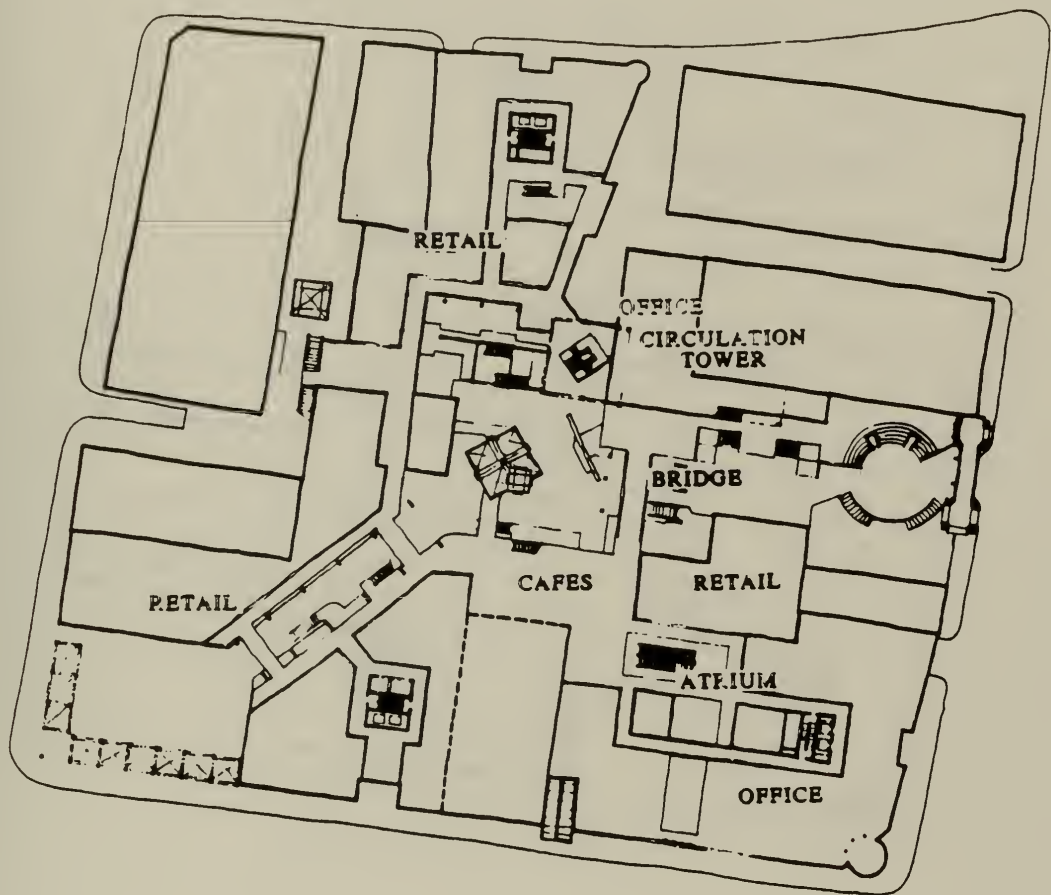 RETAIL
OFFICE
CIRCULATION
TOWER
BRIDGE
CAFES
RETAIL
RETAIL
ATRIUM
OFFICE